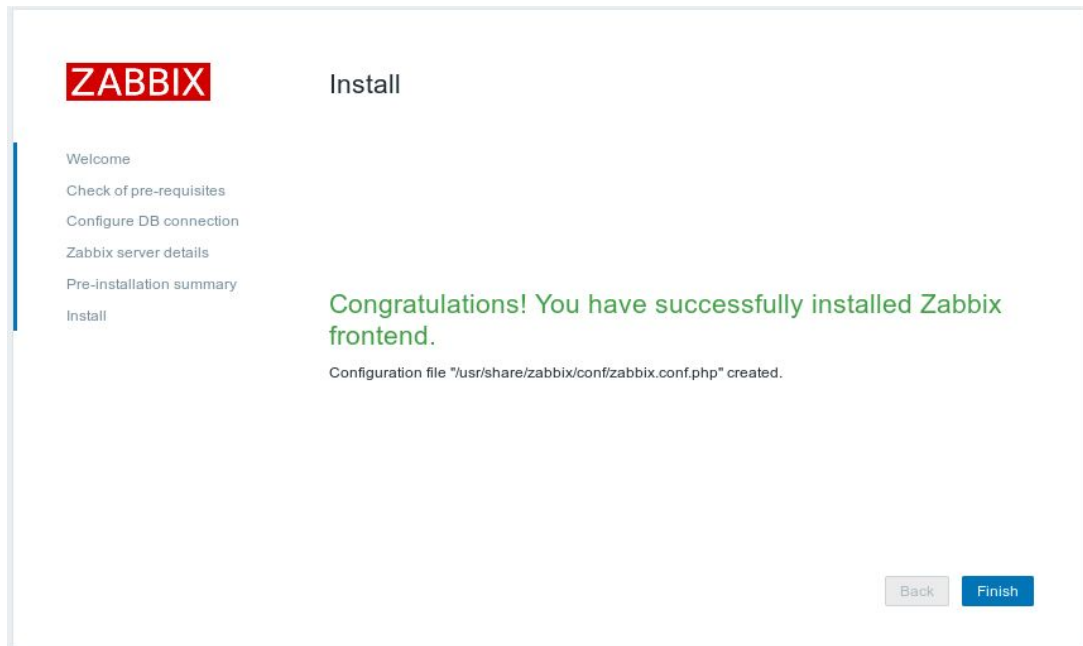 ZABBIX
Install
Welcome
Check of pre-requisites
Configure DB connection
Zabbix server details
Pre-installation summary
Install
Congratulations! You have successfully installed Zabbix
frontend.
Configuration file "/usr/share/zabbix/conf/zabbix.conf.php" created.
Back
Finish